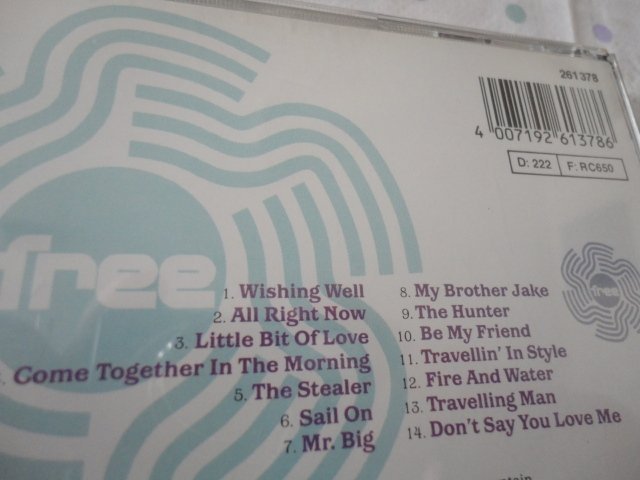 261 378
4 007192 613786
D: 222 F: RC650
free
free
1. Wishing Well
2. All Right Now
3. Little Bit Of Love
Come Together In The Morning
5. The Stealer
6. Sail On
7. Mr. Big
8. My Brother Jake
9. The Hunter
10. Be My Friend
11. Travellin' In Style
12. Fire And Water
13. Travelling Man
14. Don't Say You Love Me